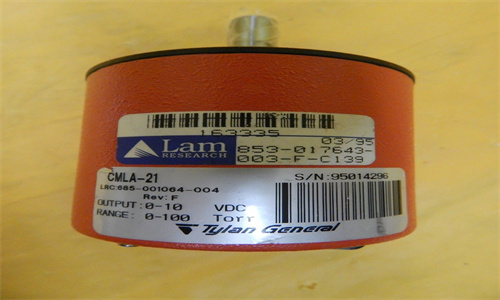 163335
03/95
Lam
RESEARCH
853-017643-
003-F-C139
CMLA-21
LRC:685-001064-004
Rev: F
S/N:95014296
OUTPUT: 0-10 VDC
RANGE: 0-100 Torr
Tylan General